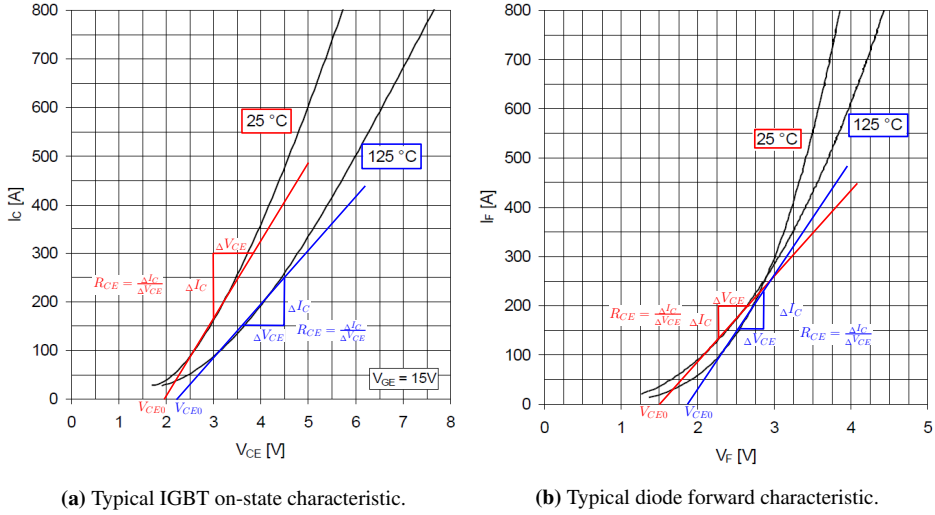 800
700
600
500
400
300
200
100
0
I_C [A]
25 °C
125 °C
ΔV_CE
R_CE = ΔI_C/ΔV_CE
ΔI_C
ΔI_C
ΔV_CE
R_CE = ΔI_C/ΔV_CE
V_GE = 15V
V_CE0
V_CE0
0 1 2 3 4 5 6 7 8
V_CE [V]
(a) Typical IGBT on-state characteristic.
800
700
600
500
400
300
200
100
0
I_F [A]
25 °C
125 °C
ΔV_CE
R_CE = ΔI_C/ΔV_CE
ΔI_C
ΔI_C
ΔV_CE
R_CE = ΔI_C/ΔV_CE
V_CE0
V_CE0
0 1 2 3 4 5
V_F [V]
(b) Typical diode forward characteristic.